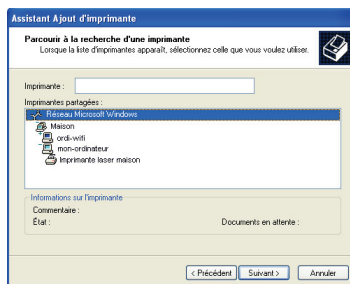 Assistant Ajout d'imprimante
Parcourir à la recherche d'une imprimante
Lorsque la liste d'imprimantes apparaît, sélectionnez celle que vous voulez utiliser.
Imprimante :
Imprimantes partagées :
Réseau Microsoft Windows
Maison
ordi-wifi
mon-ordinateur
Imprimante laser maison
Informations sur l'imprimante
Commentaire :
État :
Documents en attente :
< Précédent
Suivant >
Annuler